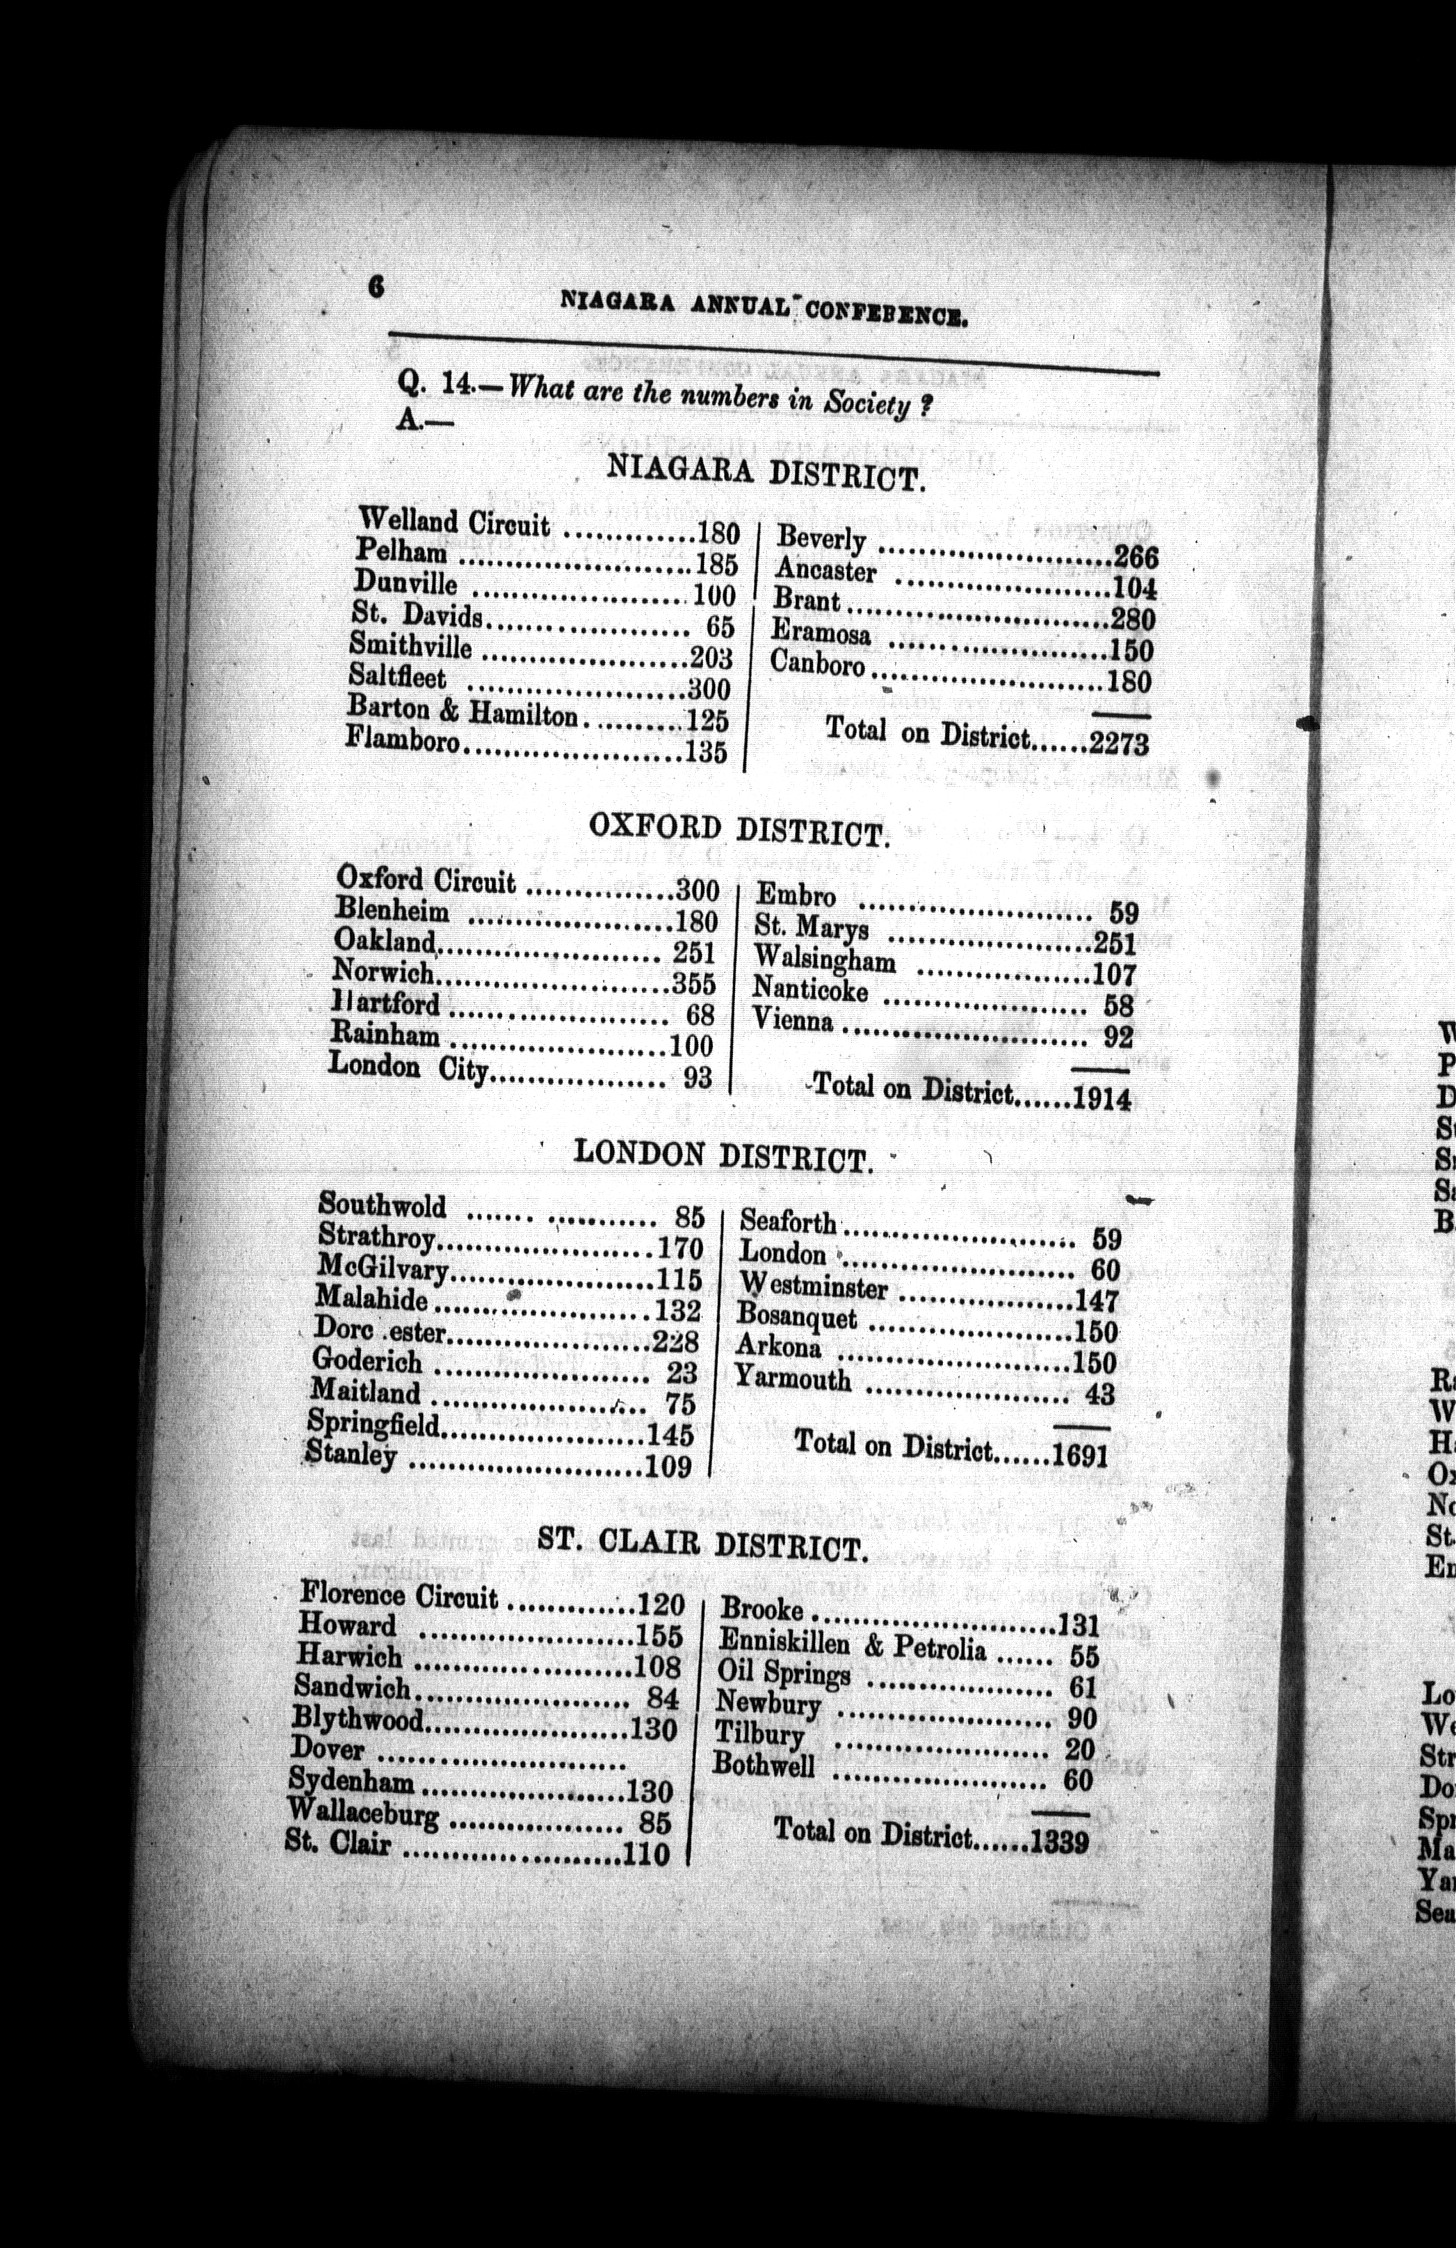 6
NIAGARA ANNUAL CONFERENCE.
Q. 14.—What are the numbers in Society ?
A.—
NIAGARA DISTRICT.
Welland Circuit .............180
Pelham .......................185
Dunville .....................100
St. Davids.................... 65
Smithville ....................203
Saltfleet ......................300
Barton & Hamilton..........125
Flamboro......................135
Beverly .......................266
Ancaster .....................104
Brant..........................280
Eramosa ......................150
Canboro.......................180
Total on District......2273
OXFORD DISTRICT.
Oxford Circuit ...............300
Blenheim ....................180
Oakland...................... 251
Norwich.......................355
Hartford ...................... 68
Rainham .....................100
London City.................. 93
Embro ........................ 59
St. Marys ....................251
Walsingham .................107
Nanticoke .................... 58
Vienna ........................ 92
Total on District......1914
LONDON DISTRICT.
Southwold ....... ........... 85
Strathroy.....................170
McGilvary....................115
Malahide .....................132
Dorc ester....................228
Goderich ..................... 23
Maitland ..................... 75
Springfield....................145
Stanley .......................109
Seaforth....................... 59
London ....................... 60
Westminster .................147
Bosanquet ....................150
Arkona .......................150
Yarmouth .................... 43
Total on District......1691
ST. CLAIR DISTRICT.
Florence Circuit .............120
Howard ......................155
Harwich ......................108
Sandwich..................... 84
Blythwood....................130
Dover .........................
Sydenham ....................130
Wallaceburg ................. 85
St. Clair ......................110
Brooke ........................131
Enniskillen & Petrolia ...... 55
Oil Springs .................. 61
Newbury ..................... 90
Tilbury ...................... 20
Bothwell ..................... 60
Total on District......1339